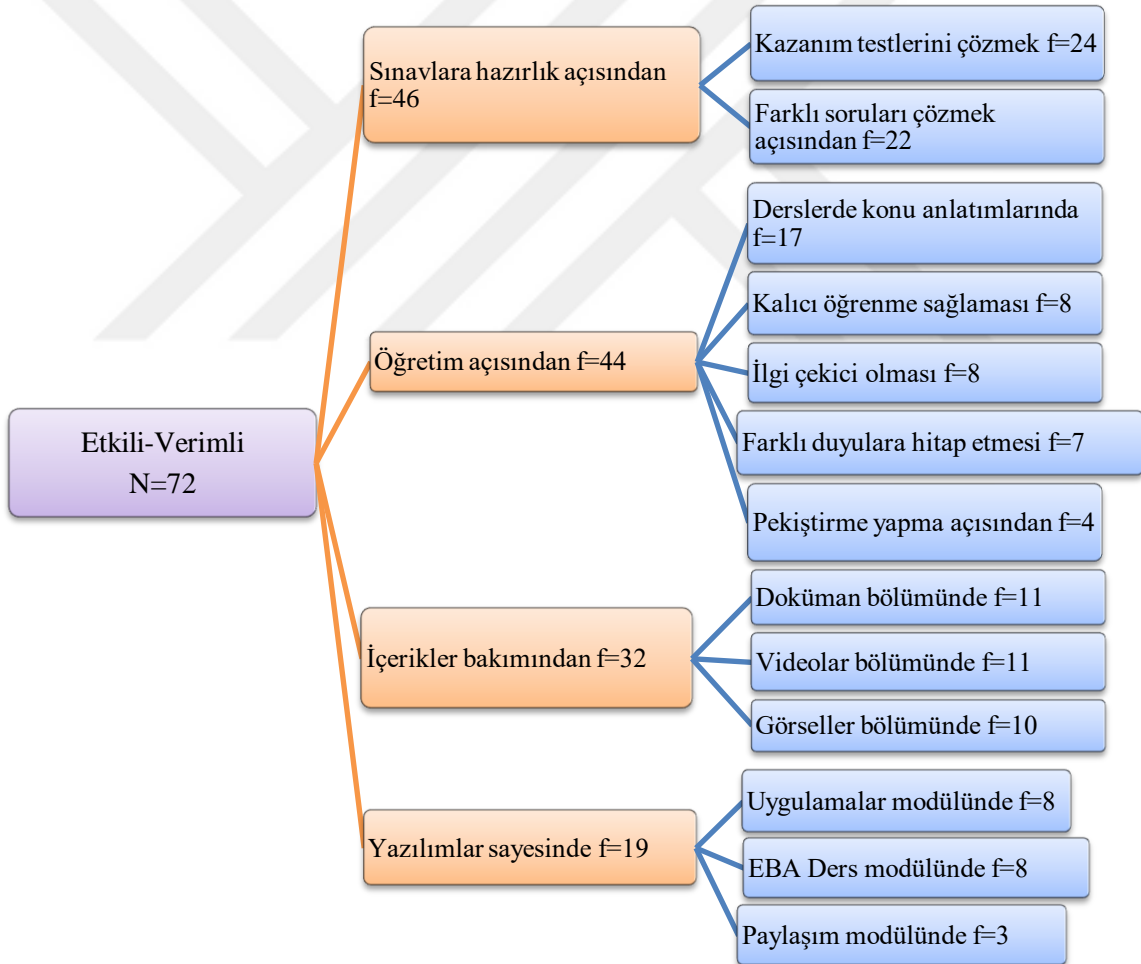 Etkili-Verimli
N=72
Sınavlara hazırlık açısından
f=46
Kazanım testlerini çözmek f=24
Farklı soruları çözmek
açısından f=22
Öğretim açısından f=44
Derslerde konu anlatımlarında
f=17
Kalıcı öğrenme sağlaması f=8
İlgi çekici olması f=8
Farklı duyulara hitap etmesi f=7
Pekiştirme yapma açısından f=4
İçerikler bakımından f=32
Doküman bölümünde f=11
Videolar bölümünde f=11
Görseller bölümünde f=10
Yazılımlar sayesinde f=19
Uygulamalar modülünde f=8
EBA Ders modülünde f=8
Paylaşım modülünde f=3